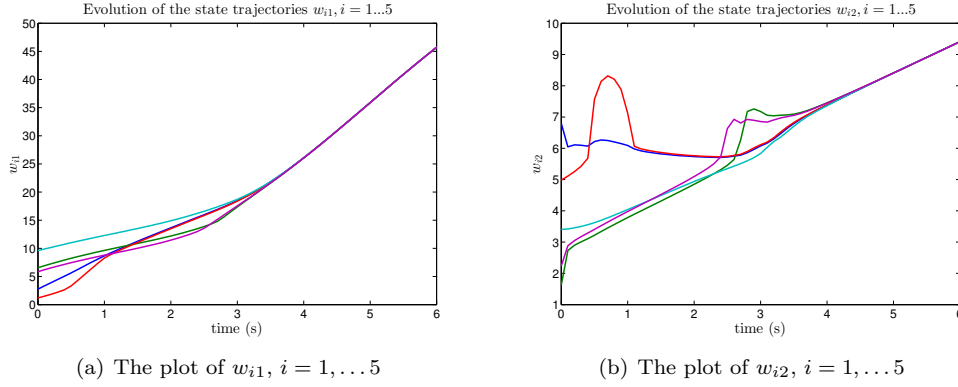 Evolution of the state trajectories w_{i1}, i = 1...5
50
45
40
35
30
25
20
15
10
5
0
w_{i1}
0 1 2 3 4 5 6
time (s)
(a) The plot of w_{i1}, i = 1, . . . 5
Evolution of the state trajectories w_{i2}, i = 1...5
10
9
8
7
6
5
4
3
2
1
w_{i2}
0 1 2 3 4 5 6
time (s)
(b) The plot of w_{i2}, i = 1, . . . 5